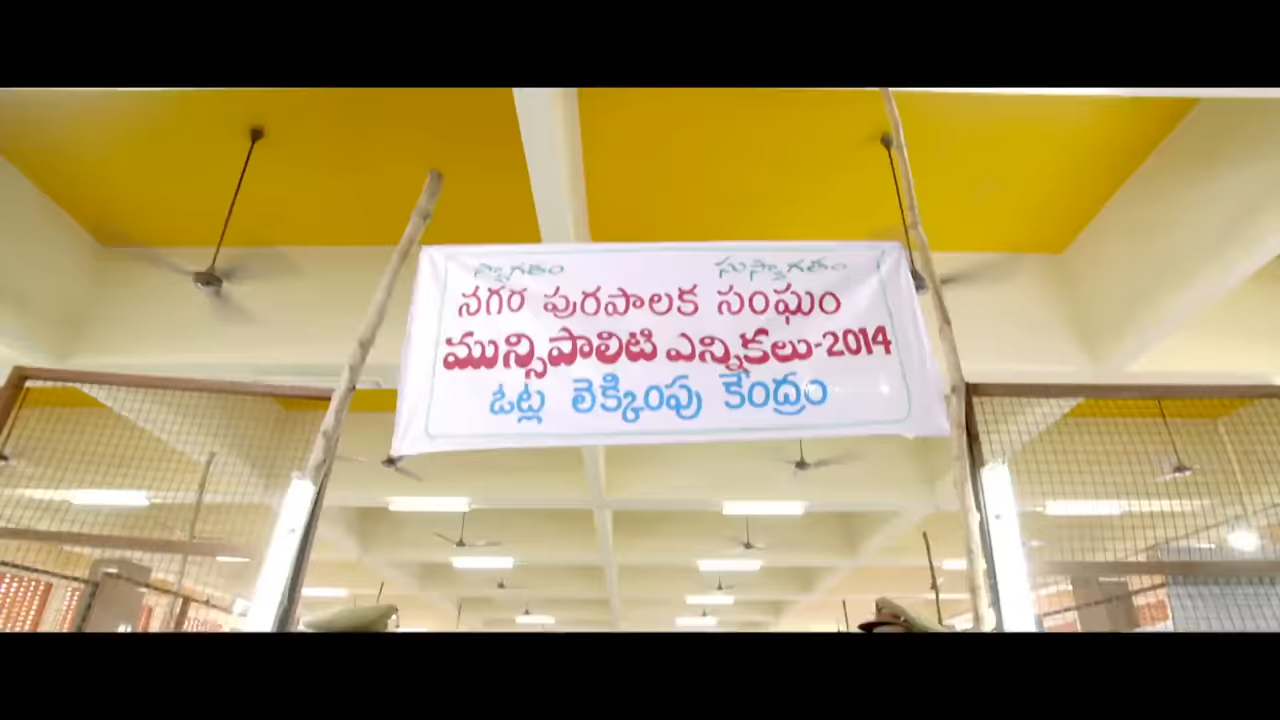 స్వాగతం సుస్వాగతం
నగర పురపాలక సంఘం
మున్సిపాలిటి ఎన్నికలు-2014
ఓట్ల లెక్కింపు కేంద్రం